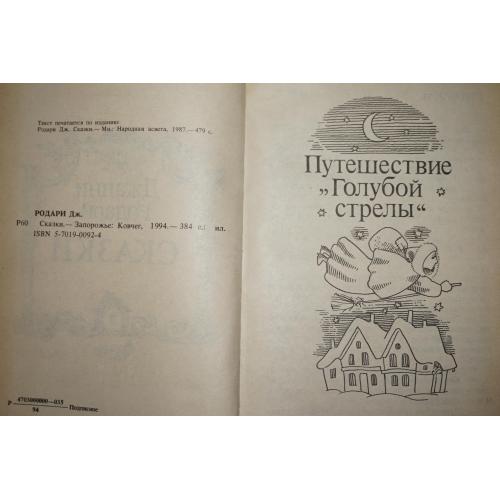 Текст печатается по изданию:
Родари Дж. Сказки.— Мн.: Народная асвета, 1987.—479 с.
РОДАРИ Дж.
Р60 Сказки.— Запорожье: Ковчег, 1994.— 384 с.: ил.
ISBN 5-7019-0092-4
Р 4703000000—035
94 Подписное
Путешествие
„Голубой
стрелы“